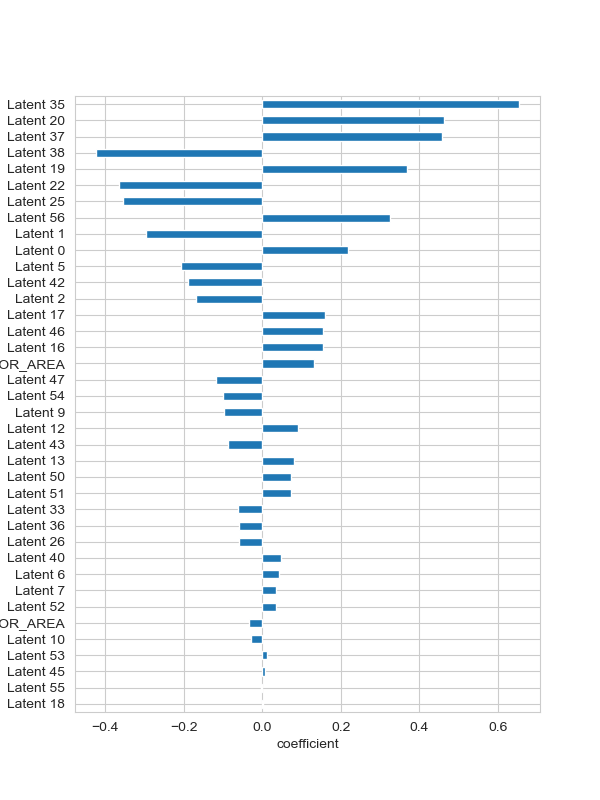 Latent 35
Latent 20
Latent 37
Latent 38
Latent 19
Latent 22
Latent 25
Latent 56
Latent 1
Latent 0
Latent 5
Latent 42
Latent 2
Latent 17
Latent 46
Latent 16
OR_AREA
Latent 47
Latent 54
Latent 9
Latent 12
Latent 43
Latent 13
Latent 50
Latent 51
Latent 33
Latent 36
Latent 26
Latent 40
Latent 6
Latent 7
Latent 52
OR_AREA
Latent 10
Latent 53
Latent 45
Latent 55
Latent 18
−0.4 −0.2 0.0 0.2 0.4 0.6
coefficient